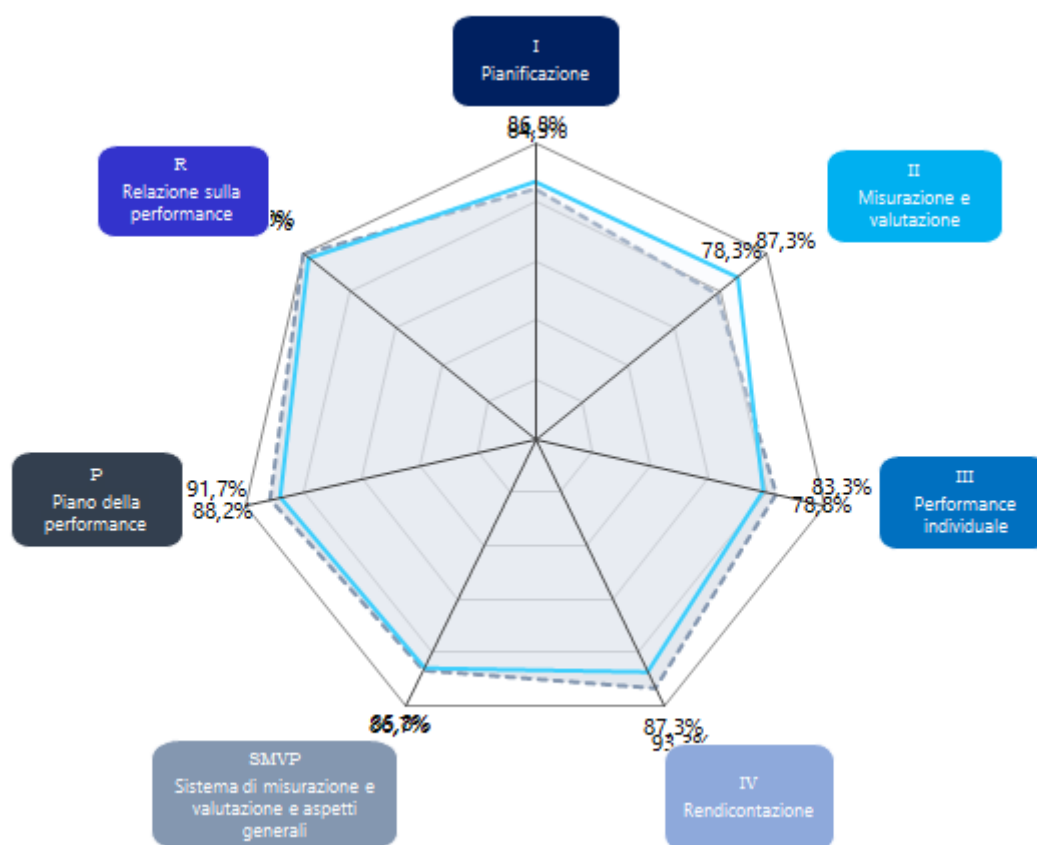 I
Pianificazione
R
Relazione sulla
performance
II
Misurazione e
valutazione
78,3%
87,3%
P
Piano della
performance
91,7%
88,2%
83,3%
78,8%
III
Performance
individuale
87,3%
SMVP
Sistema di misurazione e
valutazione e aspetti
generali
IV
Rendicontazione